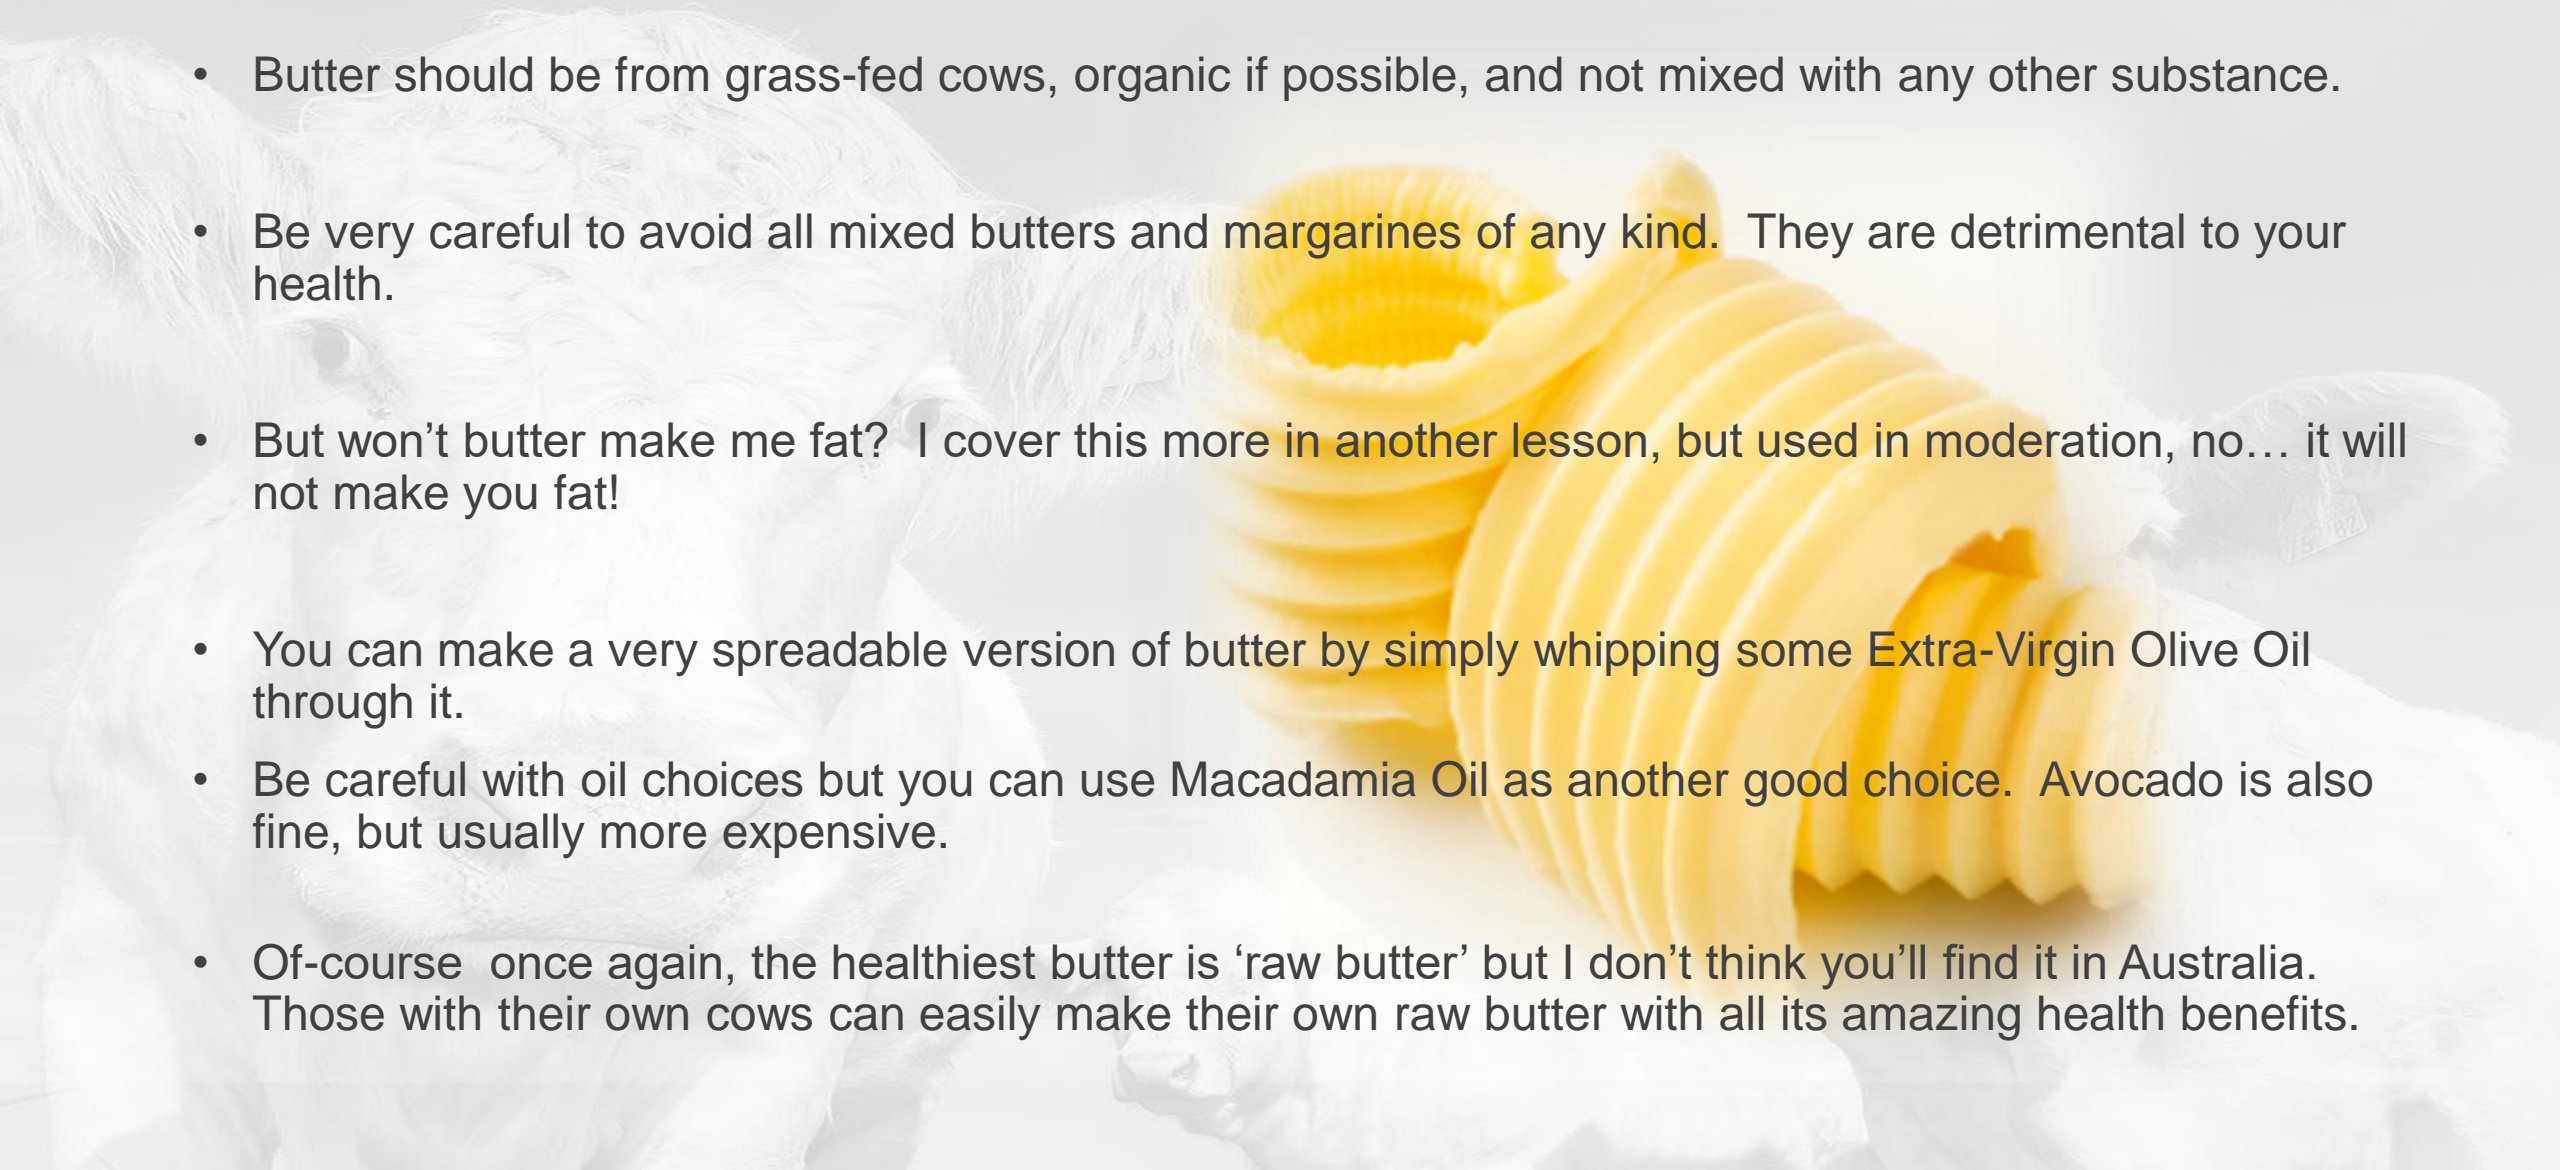 • Butter should be from grass-fed cows, organic if possible, and not mixed with any other substance.
• Be very careful to avoid all mixed butters and margarines of any kind.  They are detrimental to your
health.
• But won’t butter make me fat?  I cover this more in another lesson, but used in moderation, no… it will
not make you fat!
• You can make a very spreadable version of butter by simply whipping some Extra-Virgin Olive Oil
through it.
• Be careful with oil choices but you can use Macadamia Oil as another good choice.  Avocado is also
fine, but usually more expensive.
• Of-course  once again, the healthiest butter is ‘raw butter’ but I don’t think you’ll find it in Australia.
Those with their own cows can easily make their own raw butter with all its amazing health benefits.